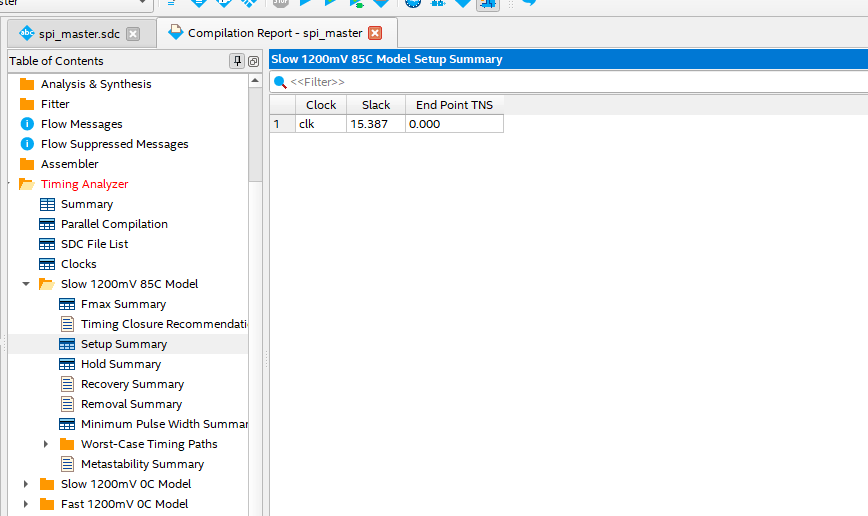 ster
STOP
abc spi_master.sdc
Compilation Report - spi_master
Table of Contents
Analysis & Synthesis
Fitter
Flow Messages
Flow Suppressed Messages
Assembler
Timing Analyzer
Summary
Parallel Compilation
SDC File List
Clocks
Slow 1200mV 85C Model
Fmax Summary
Timing Closure Recommendati
Setup Summary
Hold Summary
Recovery Summary
Removal Summary
Minimum Pulse Width Summar
Worst-Case Timing Paths
Metastability Summary
Slow 1200mV 0C Model
Fast 1200mV 0C Model
Slow 1200mV 85C Model Setup Summary
<<Filter>>
Clock Slack End Point TNS
1 clk 15.387 0.000